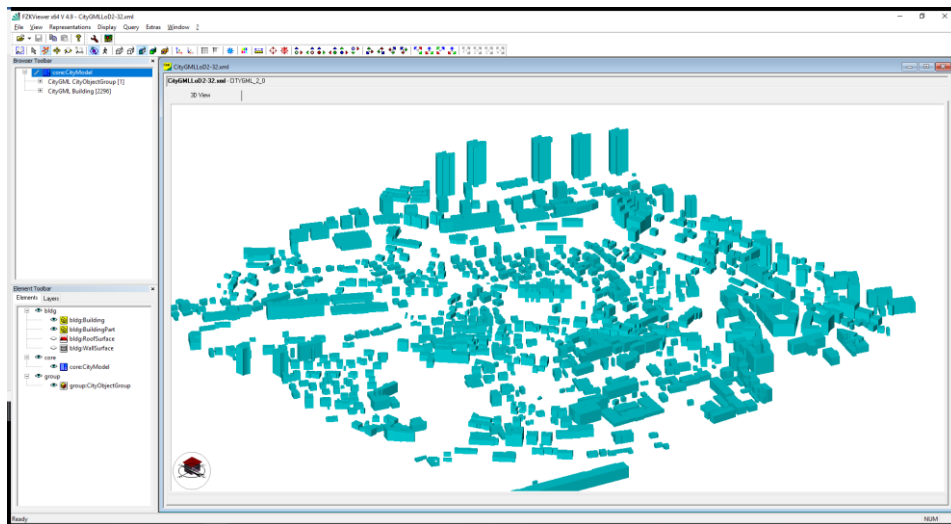 FZKViewer x64 V 4.8 - CityGMLLoD2-32.xml
File View Representations Display Query Extras Window ?
Browser Toolbar
core:CityModel
CityGML CityObjectGroup [1]
CityGML Building [2296]
CityGMLLoD2-32.xml
CityGMLLoD2-32.xml - CITYGML_2_0
3D View
Element Toolbar
Elements Layers
bldg
bldg:Building
bldg:BuildingPart
bldg:RoofSurface
bldg:WallSurface
core
core:CityModel
group
group:CityObjectGroup
Ready
NUM